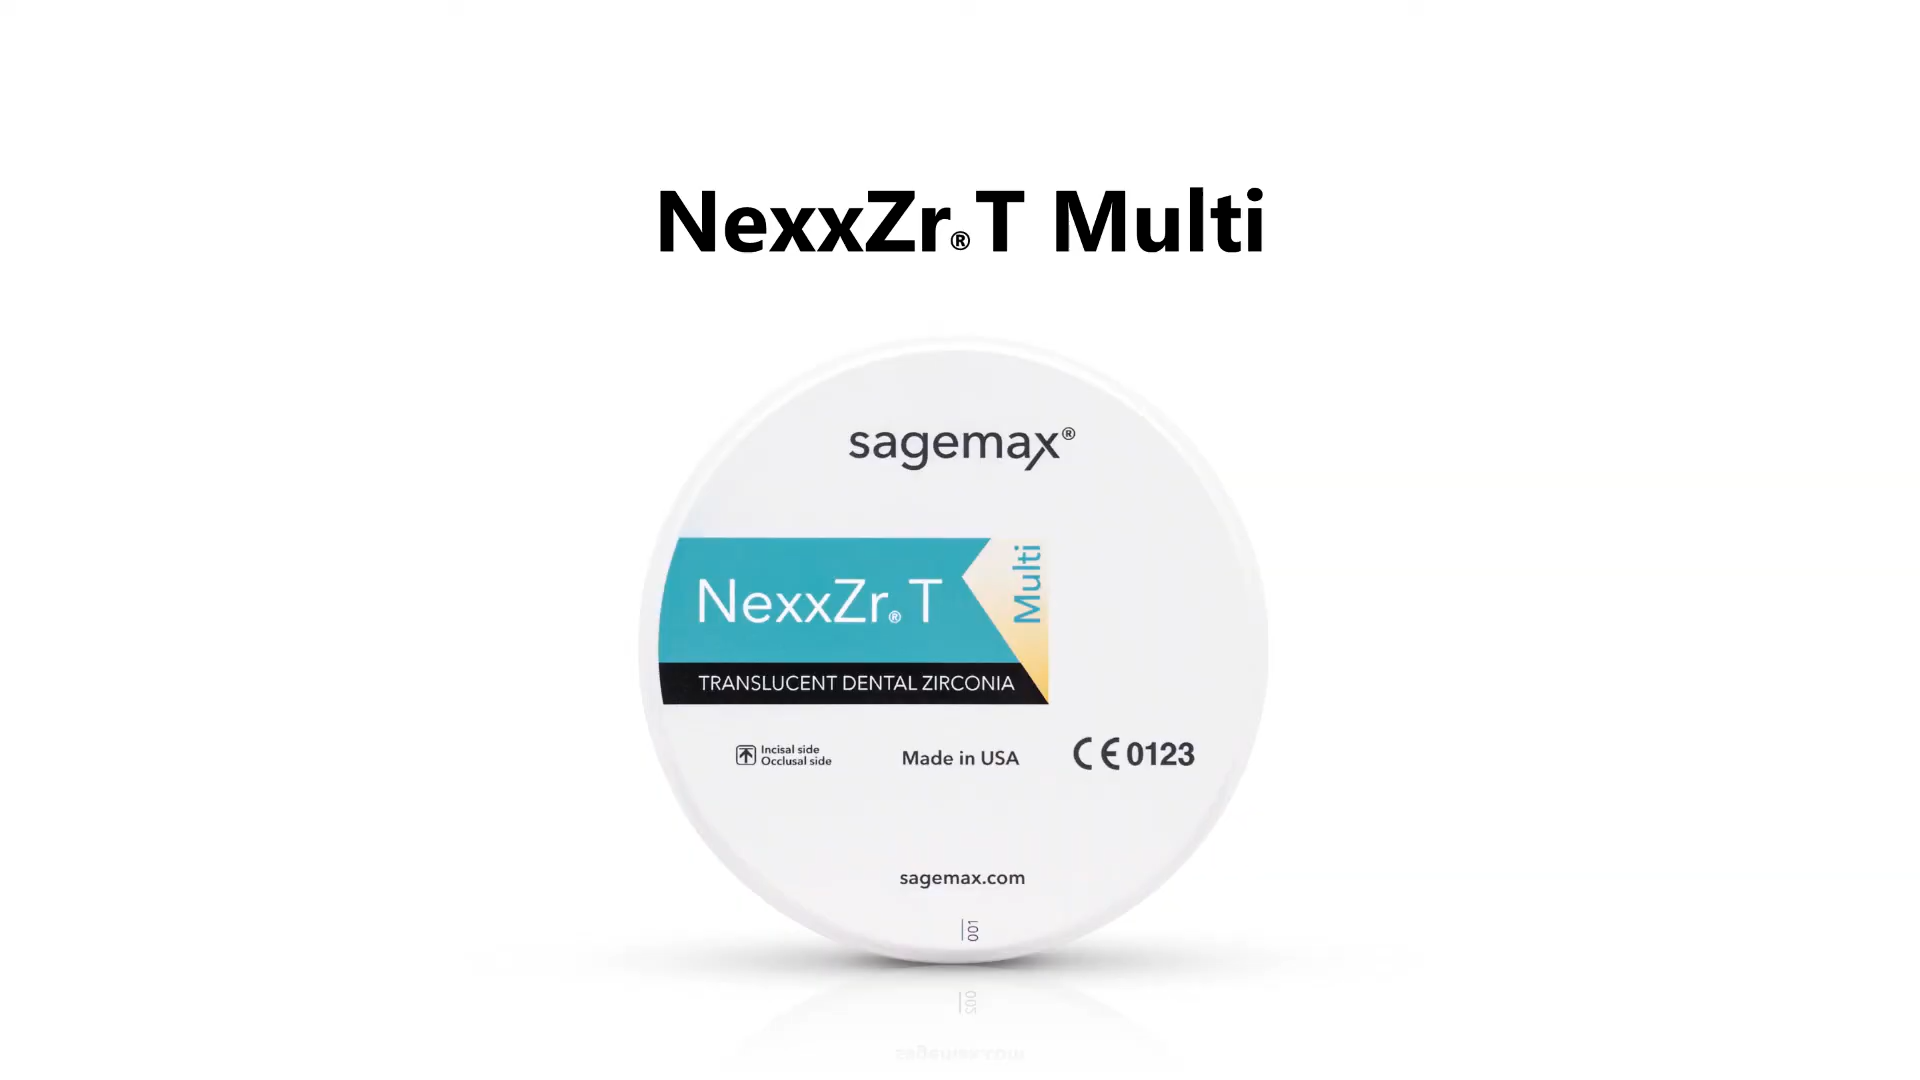 NexxZr® T Multi
sagemax®
NexxZr® T
Multi
TRANSLUCENT DENTAL ZIRCONIA
Incisal side
Occlusal side
Made in USA
CE 0123
sagemax.com
001